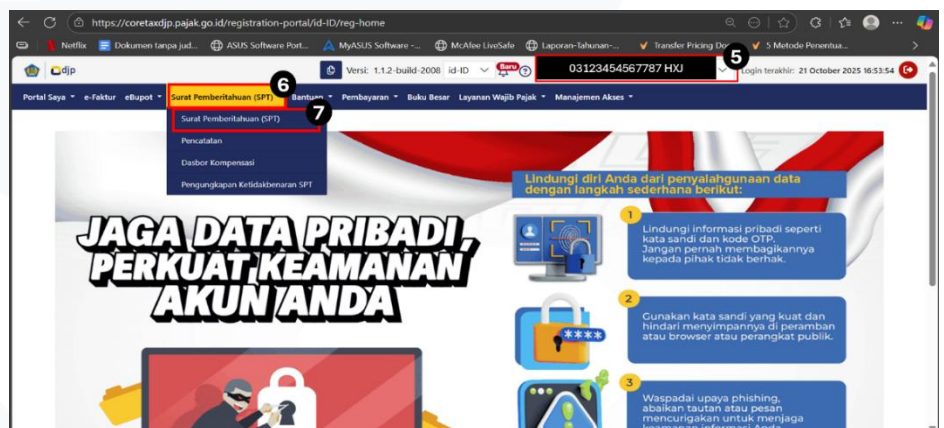 https://coretaxdjp.pajak.go.id/registration-portal/id-ID/reg-home
Netflix Dokumen tanpa jud... ASUS Software Port... MyASUS Software -... McAfee LiveSafe Laporan-Tahunan-... Transfer Pricing Do 5 Metode Penentua...
5
djp Versi: 1.1.2-build-2008 id-ID Baru 03123454567787 HXJ Login terakhir: 21 October 2025 16:53:54
6
Portal Saya e-Faktur eBupot Surat Pemberitahuan (SPT) Bantuan Pembayaran Buku Besar Layanan Wajib Pajak Manajemen Akses
7
Surat Pemberitahuan (SPT)
Pencatatan
Dasbor Kompensasi
Pengungkapan Ketidakbenaran SPT
JAGA DATA PRIBADI,
PERKUAT KEAMANAN
AKUN ANDA
Lindungi diri Anda dari penyalahgunaan data
dengan langkah sederhana berikut:
1
Lindungi informasi pribadi seperti
kata sandi dan kode OTP.
Jangan pernah membagikannya
kepada pihak tidak berhak.
2
Gunakan kata sandi yang kuat dan
hindari menyimpannya di peramban
atau browser atau perangkat publik.
****
3
Waspadai upaya phishing,
abaikan tautan atau pesan
mencurigakan untuk menjaga
keamanan informasi Anda